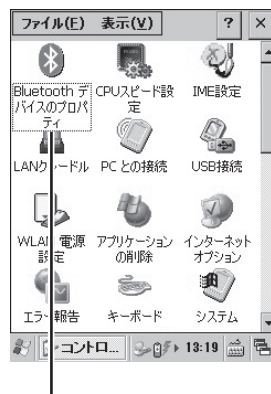 ファイル(F) 表示(V) ? ×
Bluetooth デバイスのプロパティ
CPUスピード設定
IME設定
LANクレードル
PC との接続
USB接続
WLAN 電源設定
アプリケーションの削除
インターネットオプション
エラー報告
キーボード
システム
コントロ... 13:19